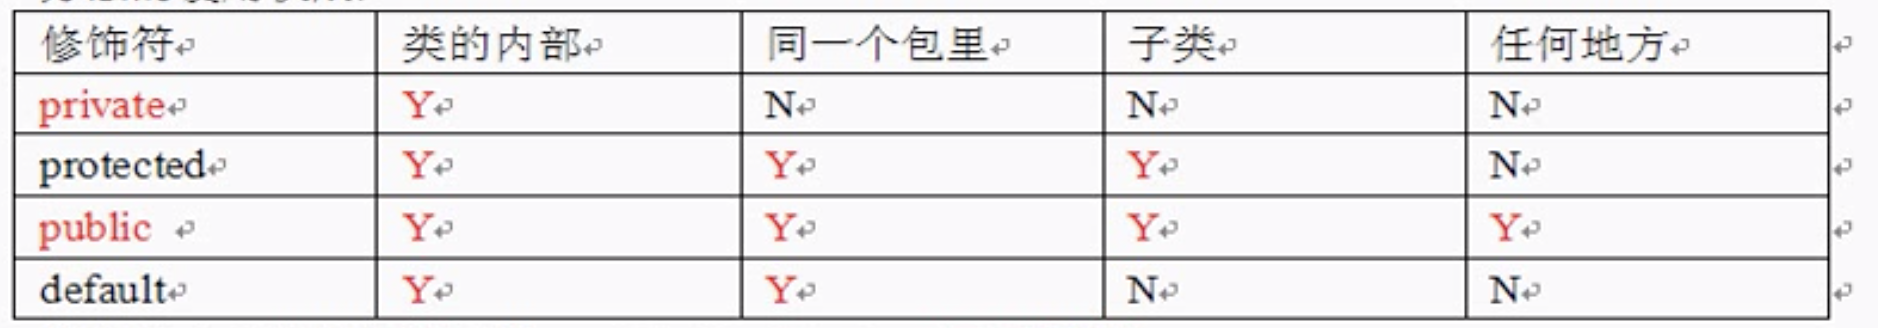 修饰符 类的内部 同一个包里 子类 任何地方
private Y N N N
protected Y Y Y N
public Y Y Y Y
default Y Y N N